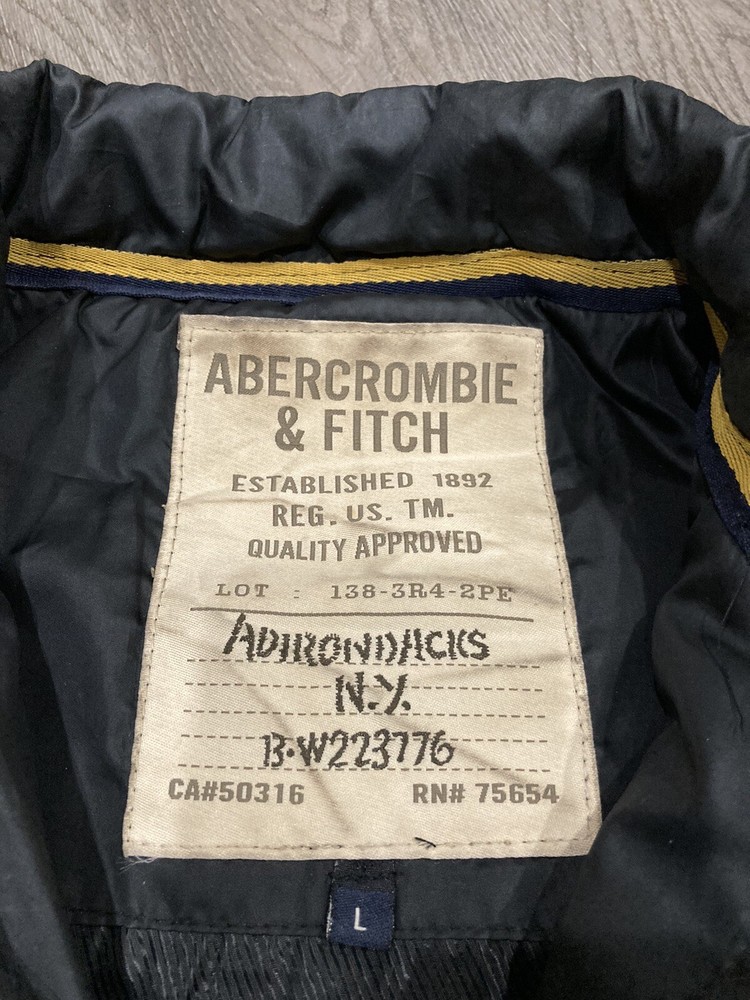 ABERCROMBIE
& FITCH
ESTABLISHED 1892
REG. US. TM.
QUALITY APPROVED
LOT : 138-3R4-2PE
ADIRONDACKS
N.Y.
B·W223776
CA#50316 RN# 75654
L